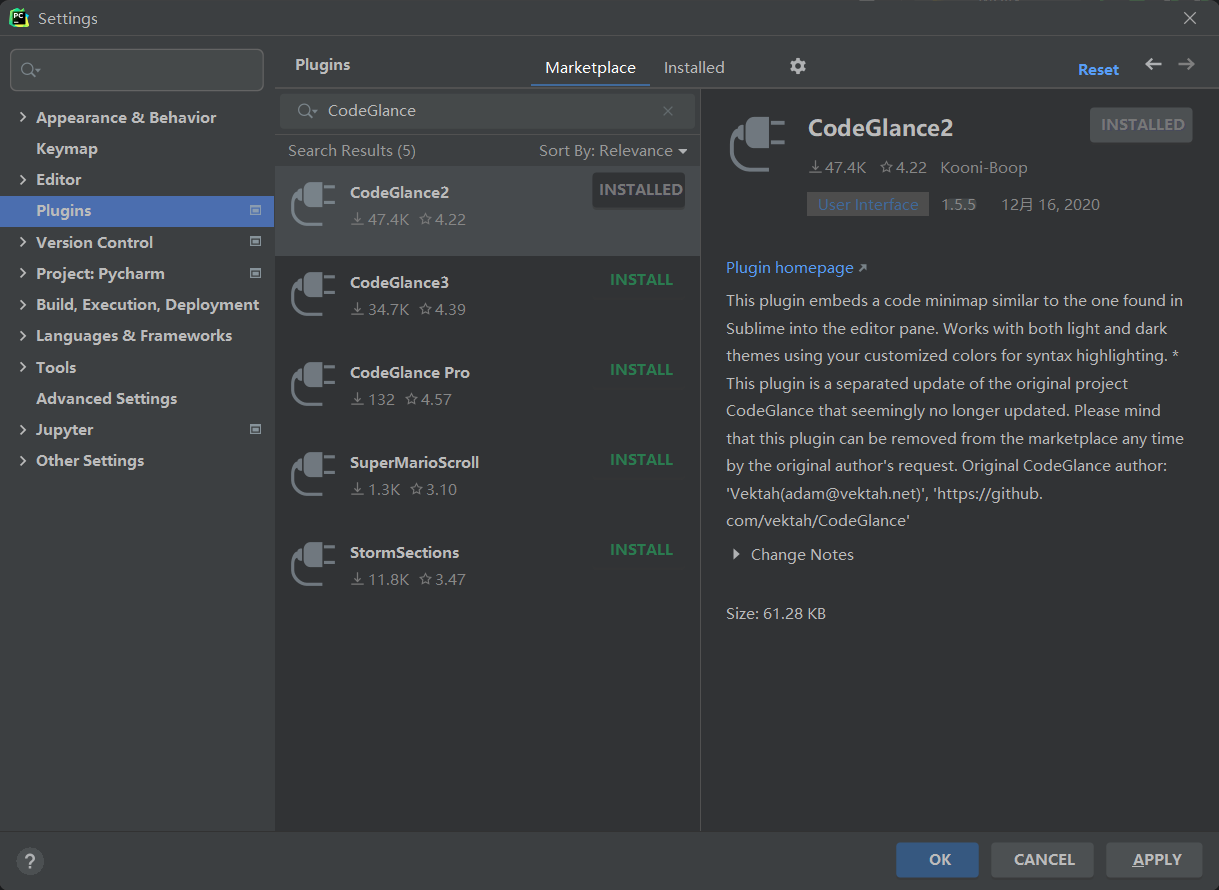 PC
Settings
Appearance & Behavior
Keymap
Editor
Plugins
Version Control
Project: Pycharm
Build, Execution, Deployment
Languages & Frameworks
Tools
Advanced Settings
Jupyter
Other Settings
Plugins
Marketplace
Installed
Reset
CodeGlance
Search Results (5)
Sort By: Relevance
CodeGlance2
INSTALLED
47.4K 4.22
CodeGlance3
INSTALL
34.7K 4.39
CodeGlance Pro
INSTALL
132 4.57
SuperMarioScroll
INSTALL
1.3K 3.10
StormSections
INSTALL
11.8K 3.47
CodeGlance2
INSTALLED
47.4K 4.22 Kooni-Boop
User Interface 1.5.5 12月 16, 2020
Plugin homepage
This plugin embeds a code minimap similar to the one found in
Sublime into the editor pane. Works with both light and dark
themes using your customized colors for syntax highlighting. *
This plugin is a separated update of the original project
CodeGlance that seemingly no longer updated. Please mind
that this plugin can be removed from the marketplace any time
by the original author's request. Original CodeGlance author:
'Vektah(adam@vektah.net)', 'https://github.
com/vektah/CodeGlance'
Change Notes
Size: 61.28 KB
?
OK
CANCEL
APPLY